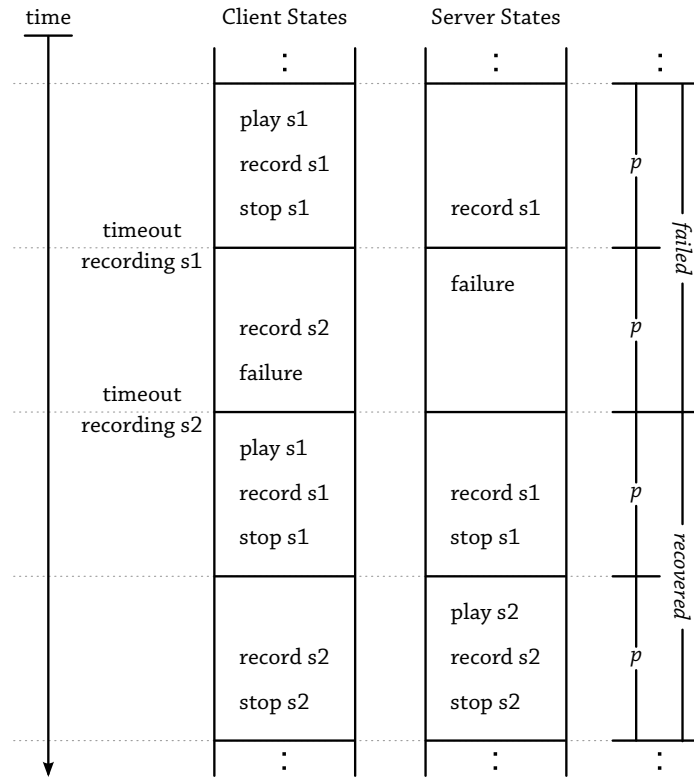 time
Client States
Server States
:
:
:
play s1
record s1
stop s1
record s1
p
timeout
recording s1
failed
failure
record s2
failure
p
timeout
recording s2
play s1
record s1
stop s1
record s1
stop s1
p
recovered
play s2
record s2
stop s2
record s2
stop s2
p
:
:
: